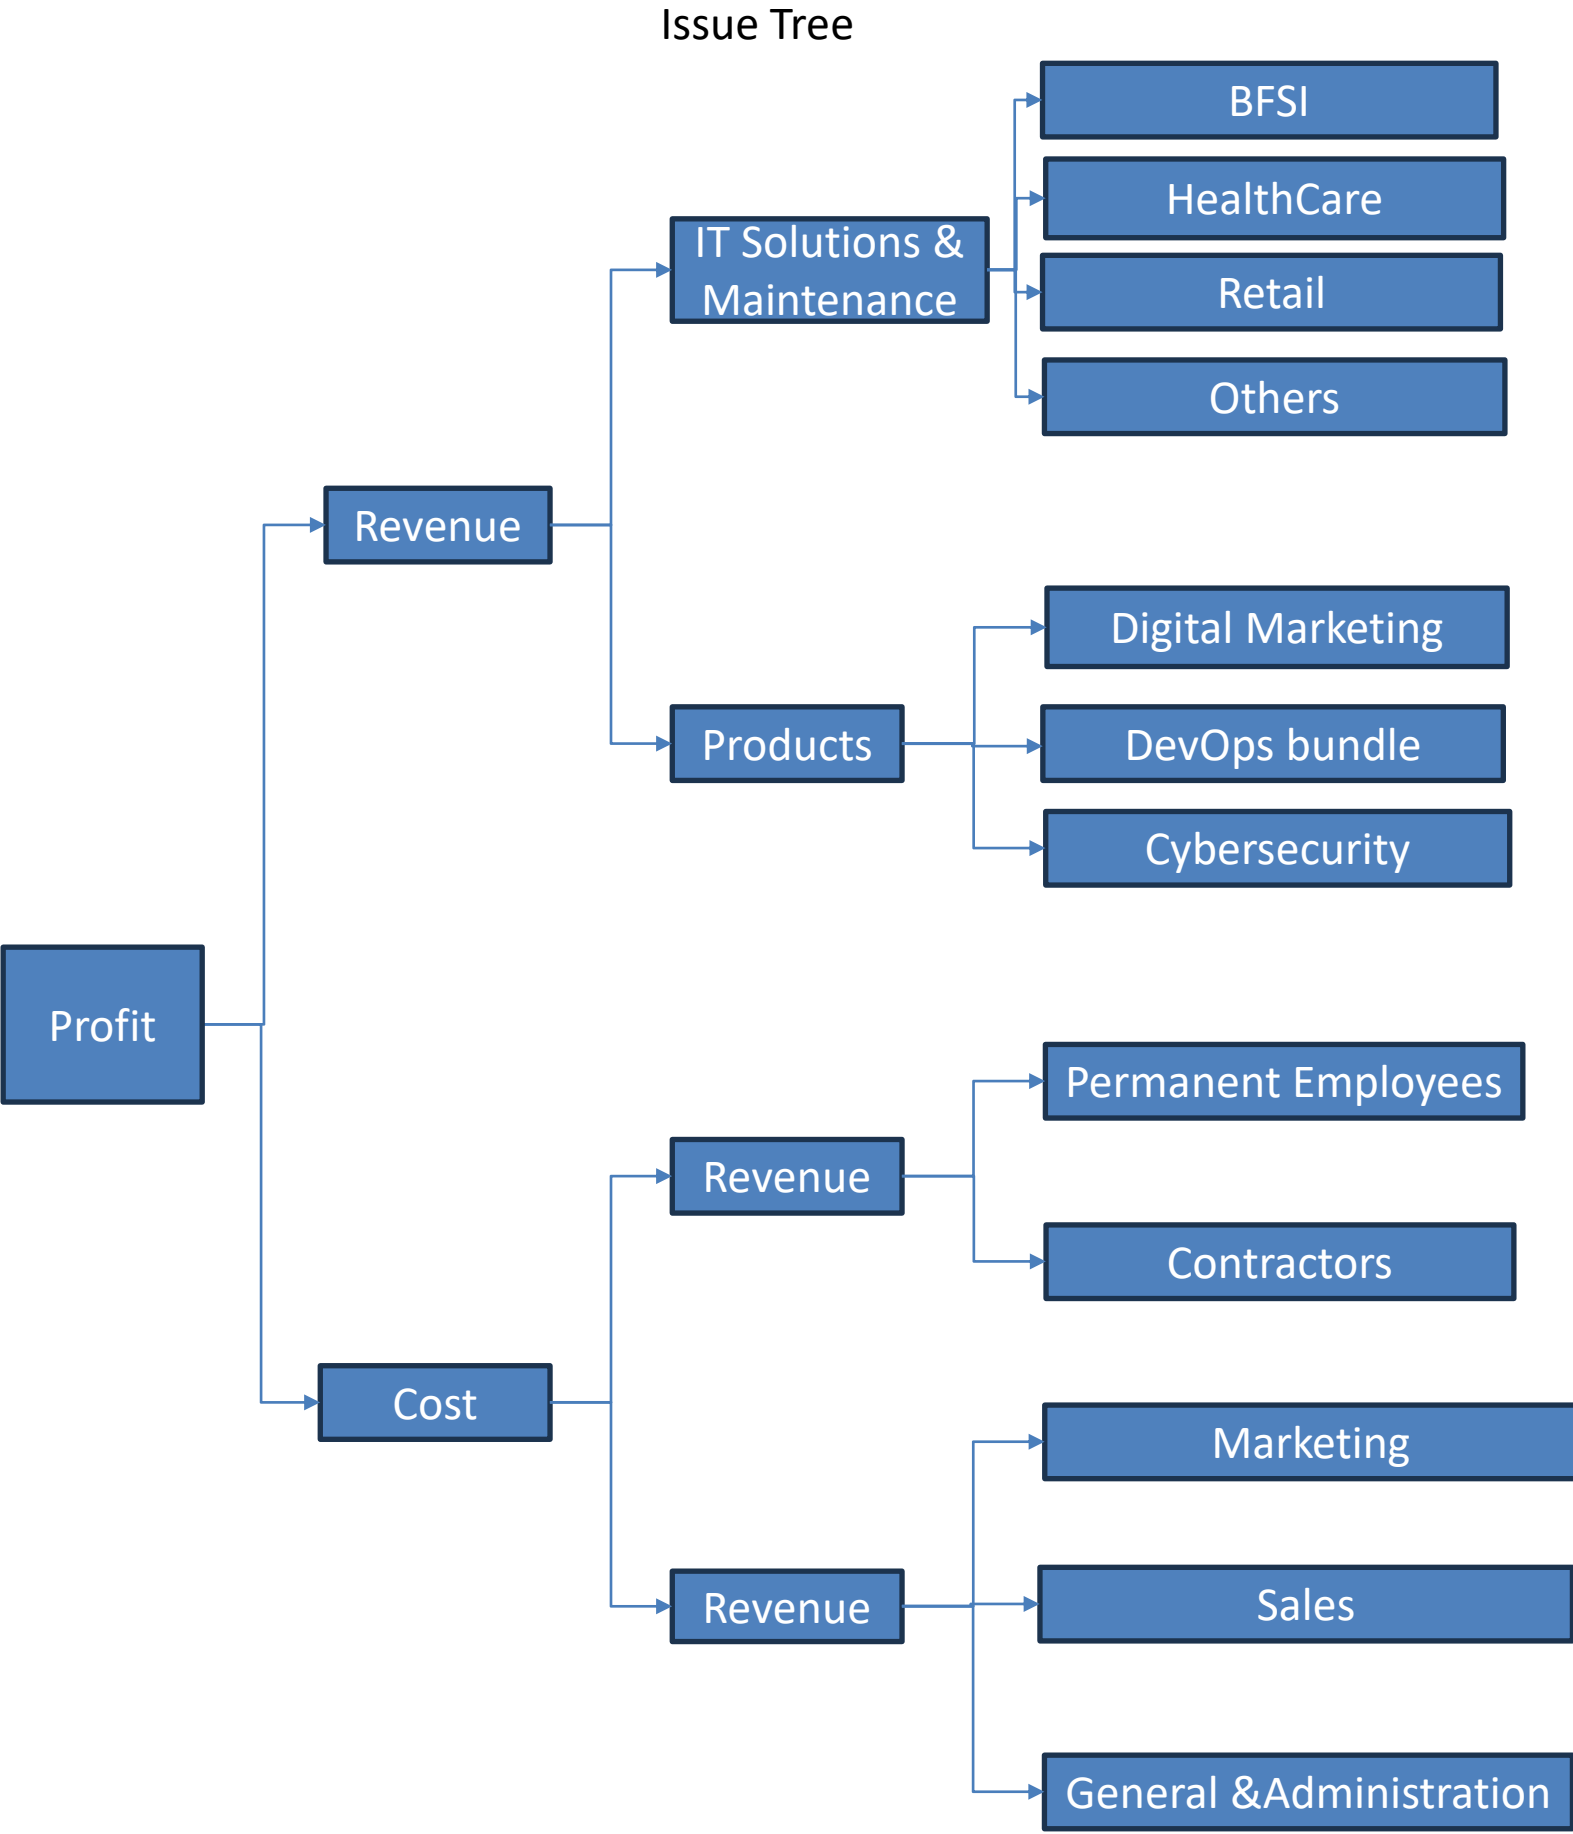 Issue Tree
BFSI
HealthCare
IT Solutions &
Maintenance
Retail
Others
Revenue
Digital Marketing
Products
DevOps bundle
Cybersecurity
Profit
Permanent Employees
Revenue
Contractors
Cost
Marketing
Revenue
Sales
General &Administration